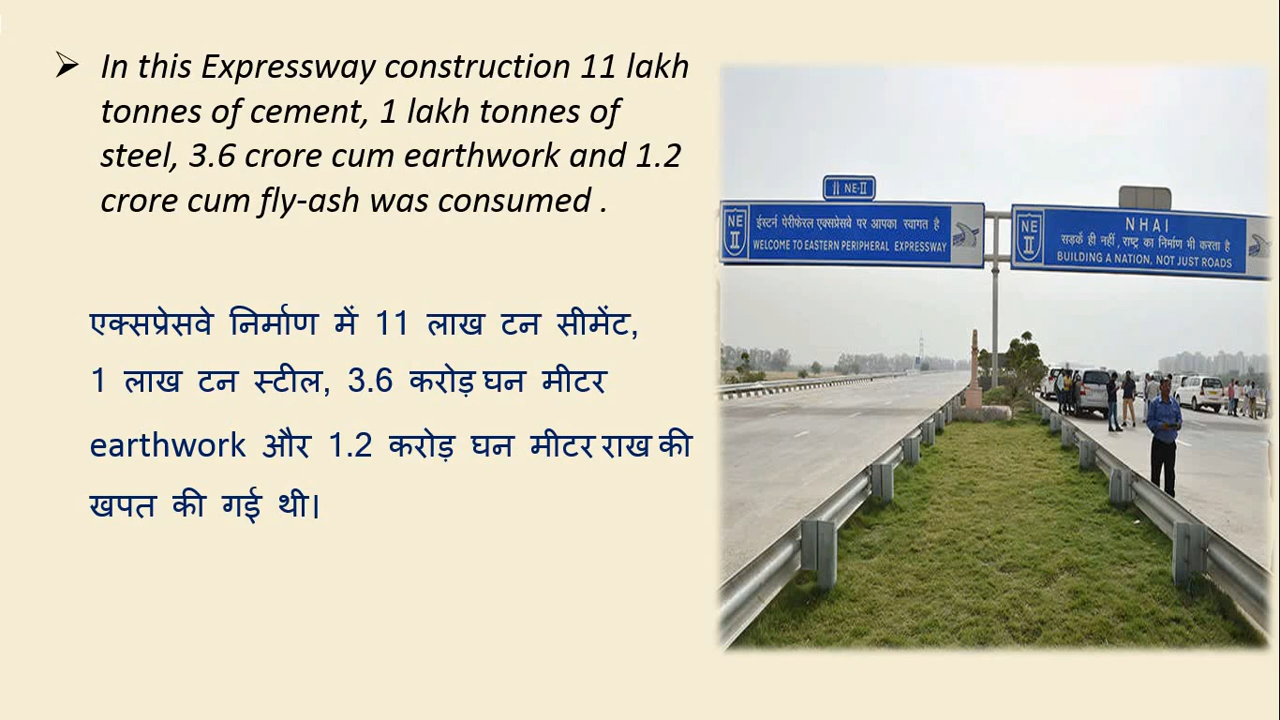 ➢ In this Expressway construction 11 lakh
tonnes of cement, 1 lakh tonnes of
steel, 3.6 crore cum earthwork and 1.2
crore cum fly-ash was consumed .
एक्सप्रेसवे निर्माण में 11 लाख टन सीमेंट,
1 लाख टन स्टील, 3.6 करोड़ घन मीटर
earthwork और 1.2 करोड़ घन मीटर राख की
खपत की गई थी।
NE-II
NE
II
ईस्टर्न पेरीफेरल एक्सप्रेसवे पर आपका स्वागत है
WELCOME TO EASTERN PERIPHERAL EXPRESSWAY
NE
II
NHAI
सड़कें ही नहीं, राष्ट्र का निर्माण भी करता है
BUILDING A NATION, NOT JUST ROADS